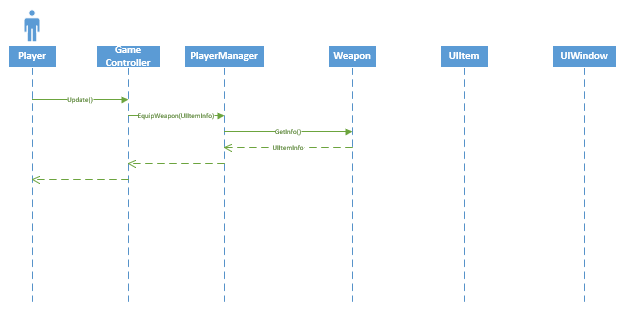 Player
Game
Controller
PlayerManager
Weapon
UIItem
UIWindow
Update()
EquipWeapon(UIItemInfo)
GetInfo()
UIItemInfo